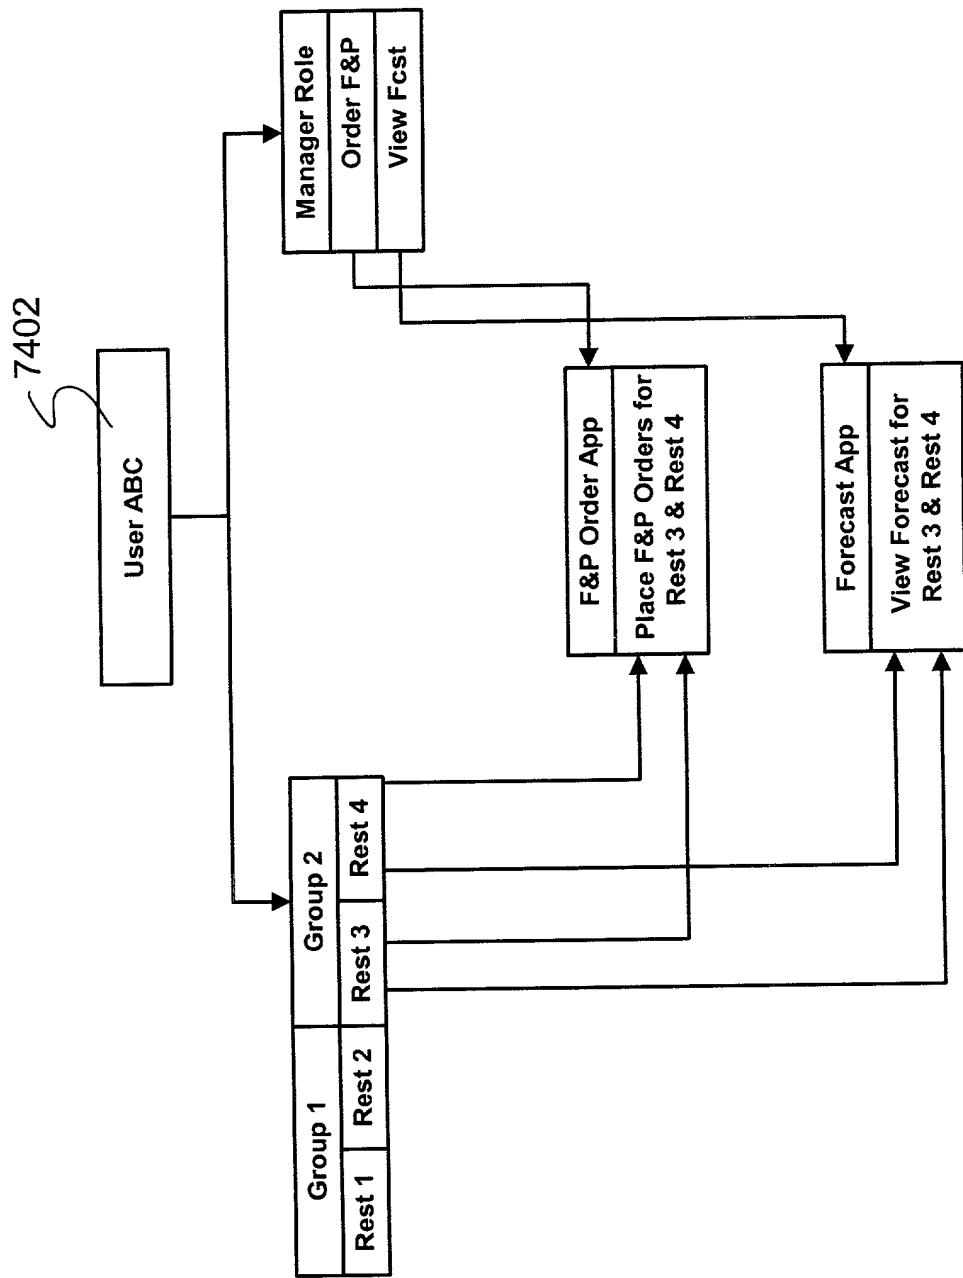 7402
User ABC
Group 1
Group 2
Rest 1
Rest 2
Rest 3
Rest 4
Manager Role
Order F&P
View Fcst
F&P Order App
Place F&P Orders for
Rest 3 & Rest 4
Forecast App
View Forecast for
Rest 3 & Rest 4